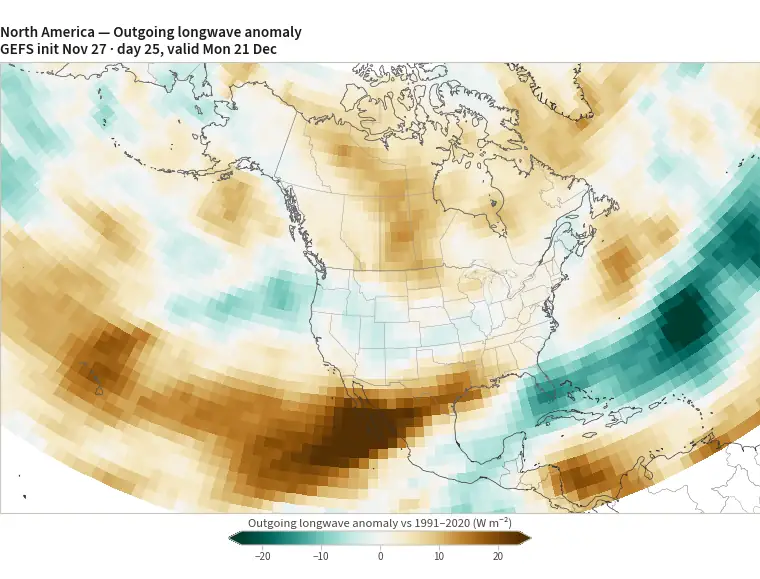 North America — Outgoing longwave anomaly
GEFS init Nov 27 · day 25, valid Mon 21 Dec
Outgoing longwave anomaly vs 1991–2020 (W m⁻²)
−20 −10 0 10 20